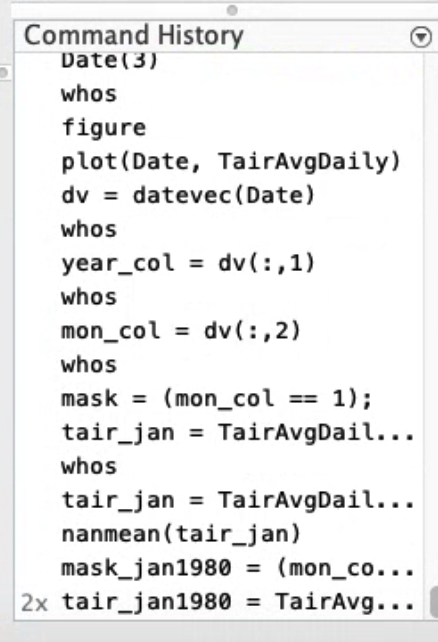 Command History
Date(3)
whos
figure
plot(Date, TairAvgDaily)
dv = datevec(Date)
whos
year_col = dv(:,1)
whos
mon_col = dv(:,2)
whos
mask = (mon_col == 1);
tair_jan = TairAvgDail...
whos
tair_jan = TairAvgDail...
nanmean(tair_jan)
mask_jan1980 = (mon_co...
2x tair_jan1980 = TairAvg...